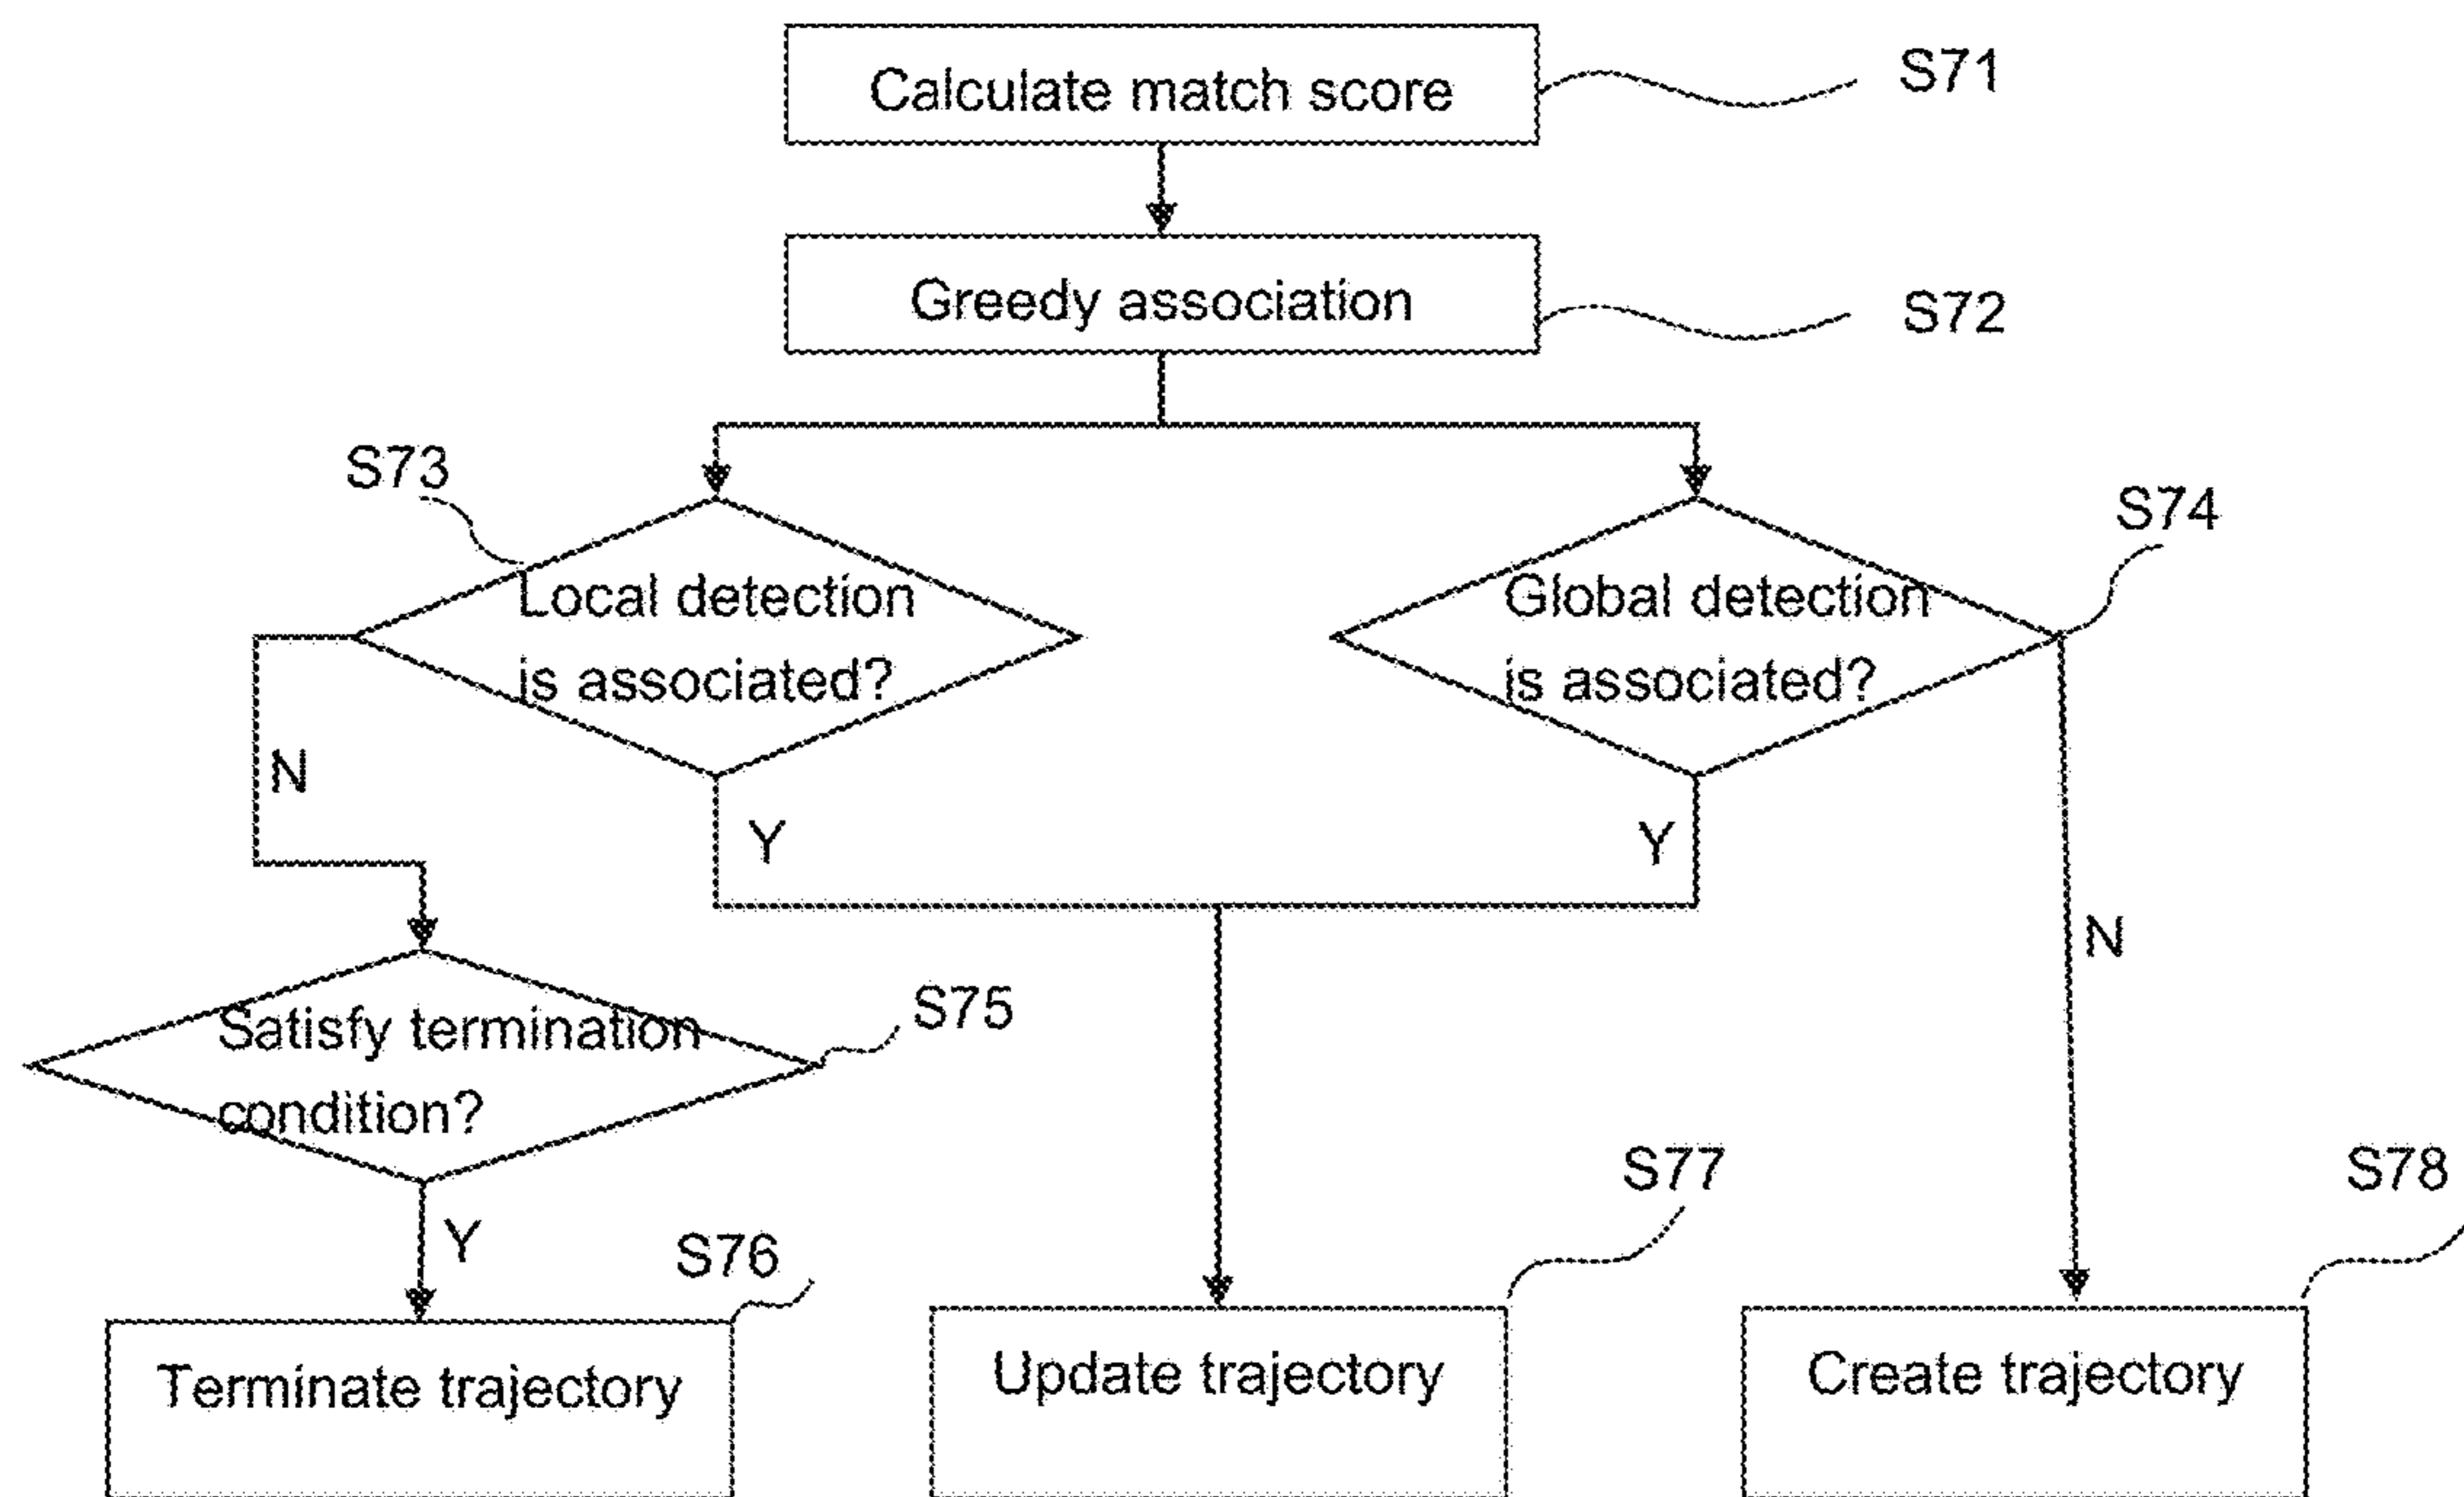 Calculate match score
S71
Greedy association
S72
S73
S74
Local detection
is associated?
Global detection
is associated?
N
Y
Y
N
Satisfy termination
condition?
S75
Y
S76
S77
S78
Terminate trajectory
Update trajectory
Create trajectory